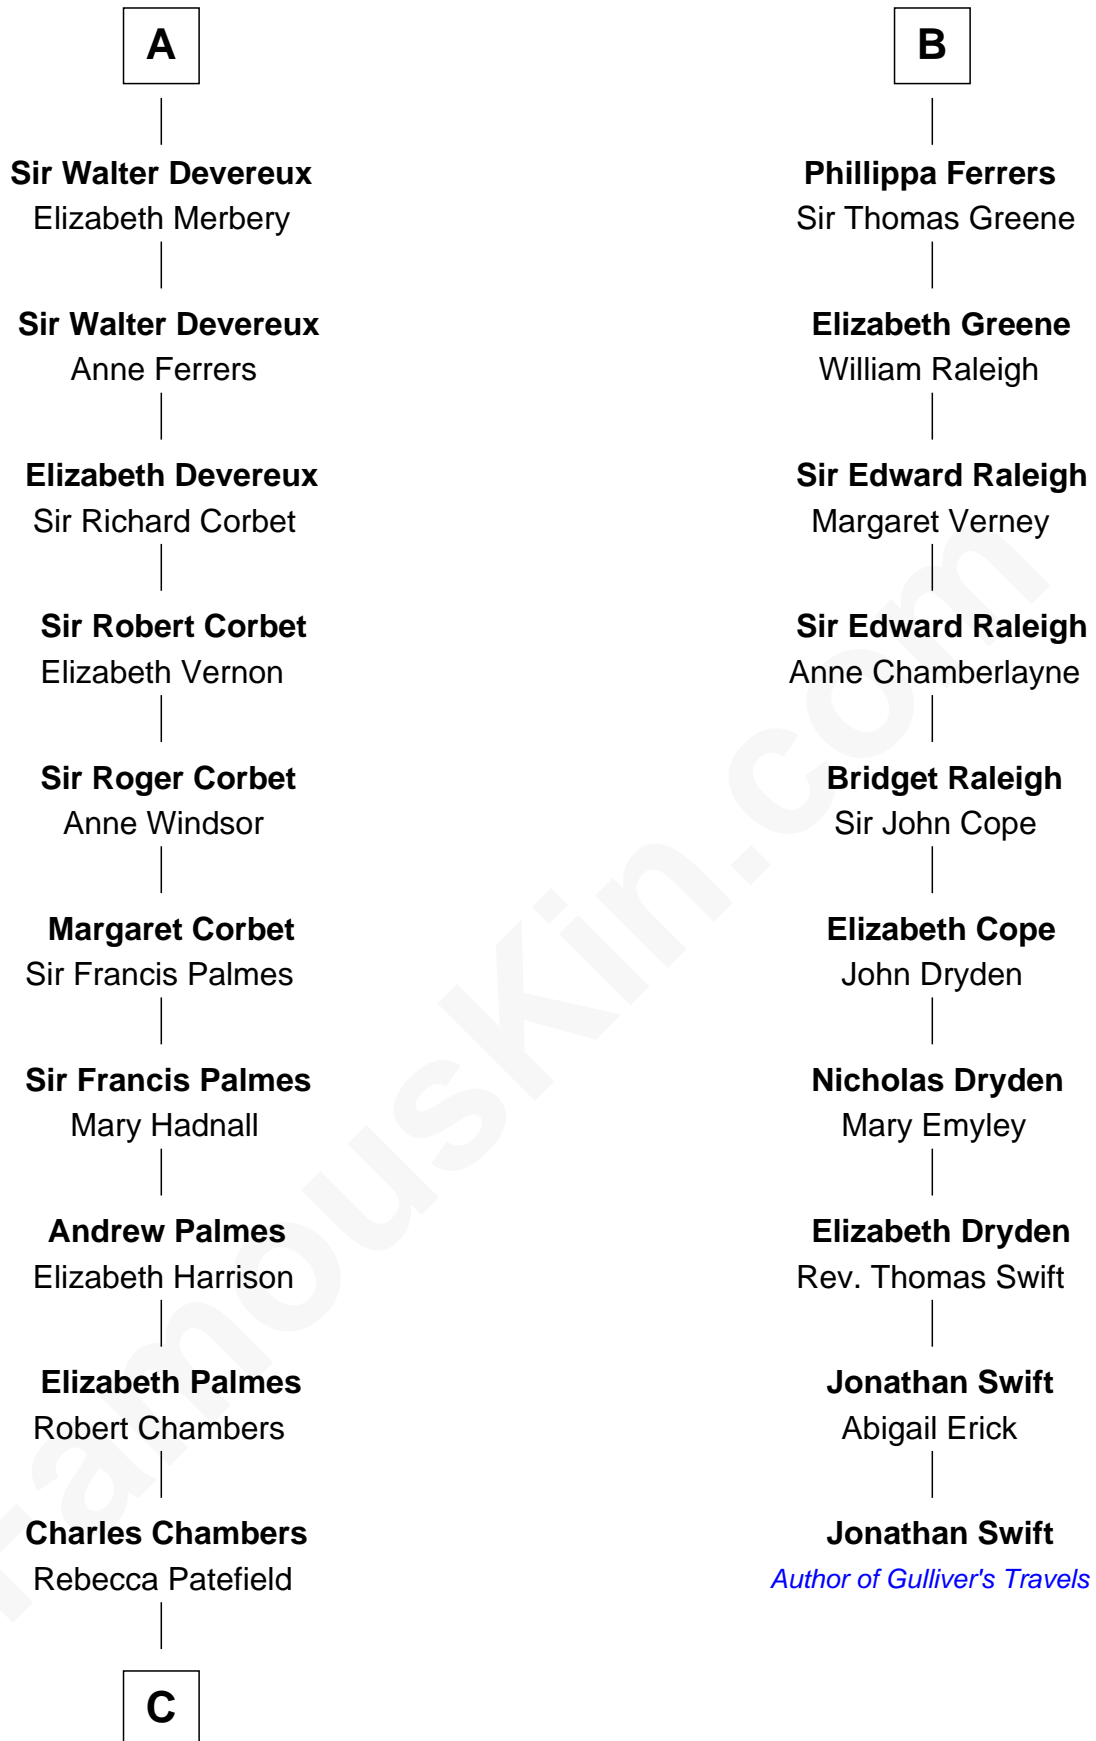 A
Sir Walter Devereux
Elizabeth Merbery
Sir Walter Devereux
Anne Ferrers
Elizabeth Devereux
Sir Richard Corbet
Sir Robert Corbet
Elizabeth Vernon
Sir Roger Corbet
Anne Windsor
Margaret Corbet
Sir Francis Palmes
Sir Francis Palmes
Mary Hadnall
Andrew Palmes
Elizabeth Harrison
Elizabeth Palmes
Robert Chambers
Charles Chambers
Rebecca Patefield
C
B
Phillippa Ferrers
Sir Thomas Greene
Elizabeth Greene
William Raleigh
Sir Edward Raleigh
Margaret Verney
Sir Edward Raleigh
Anne Chamberlayne
Bridget Raleigh
Sir John Cope
Elizabeth Cope
John Dryden
Nicholas Dryden
Mary Emyley
Elizabeth Dryden
Rev. Thomas Swift
Jonathan Swift
Abigail Erick
Jonathan Swift
Author of Gulliver's Travels
FamousKin.com